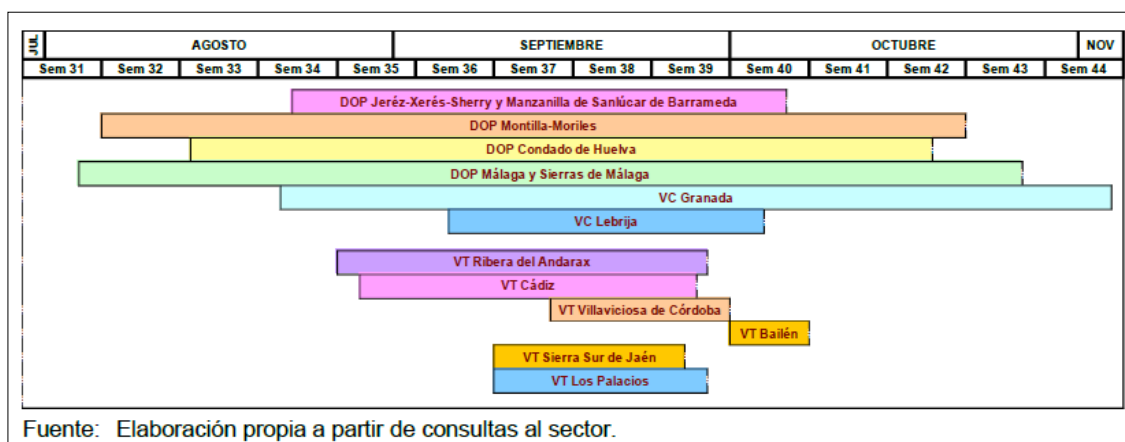 JUL AGOSTO SEPTIEMBRE OCTUBRE NOV
Sem 31 Sem 32 Sem 33 Sem 34 Sem 35 Sem 36 Sem 37 Sem 38 Sem 39 Sem 40 Sem 41 Sem 42 Sem 43 Sem 44
DOP Jeréz-Xerés-Sherry y Manzanilla de Sanlúcar de Barrameda
DOP Montilla-Moriles
DOP Condado de Huelva
DOP Málaga y Sierras de Málaga
VC Granada
VC Lebrija
VT Ribera del Andarax
VT Cádiz
VT Villaviciosa de Córdoba
VT Bailén
VT Sierra Sur de Jaén
VT Los Palacios
Fuente: Elaboración propia a partir de consultas al sector.